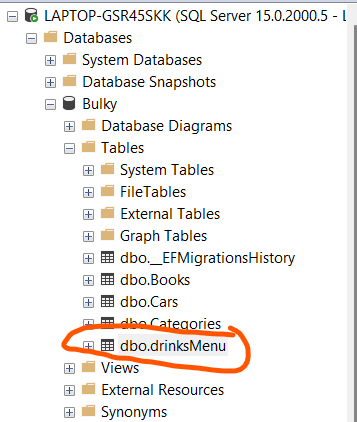 LAPTOP-GSR45SKK (SQL Server 15.0.2000.5 - L
Databases
System Databases
Database Snapshots
Bulky
Database Diagrams
Tables
System Tables
FileTables
External Tables
Graph Tables
dbo.__EFMigrationsHistory
dbo.Books
dbo.Cars
dbo.Categories
dbo.drinksMenu
Views
External Resources
Synonyms